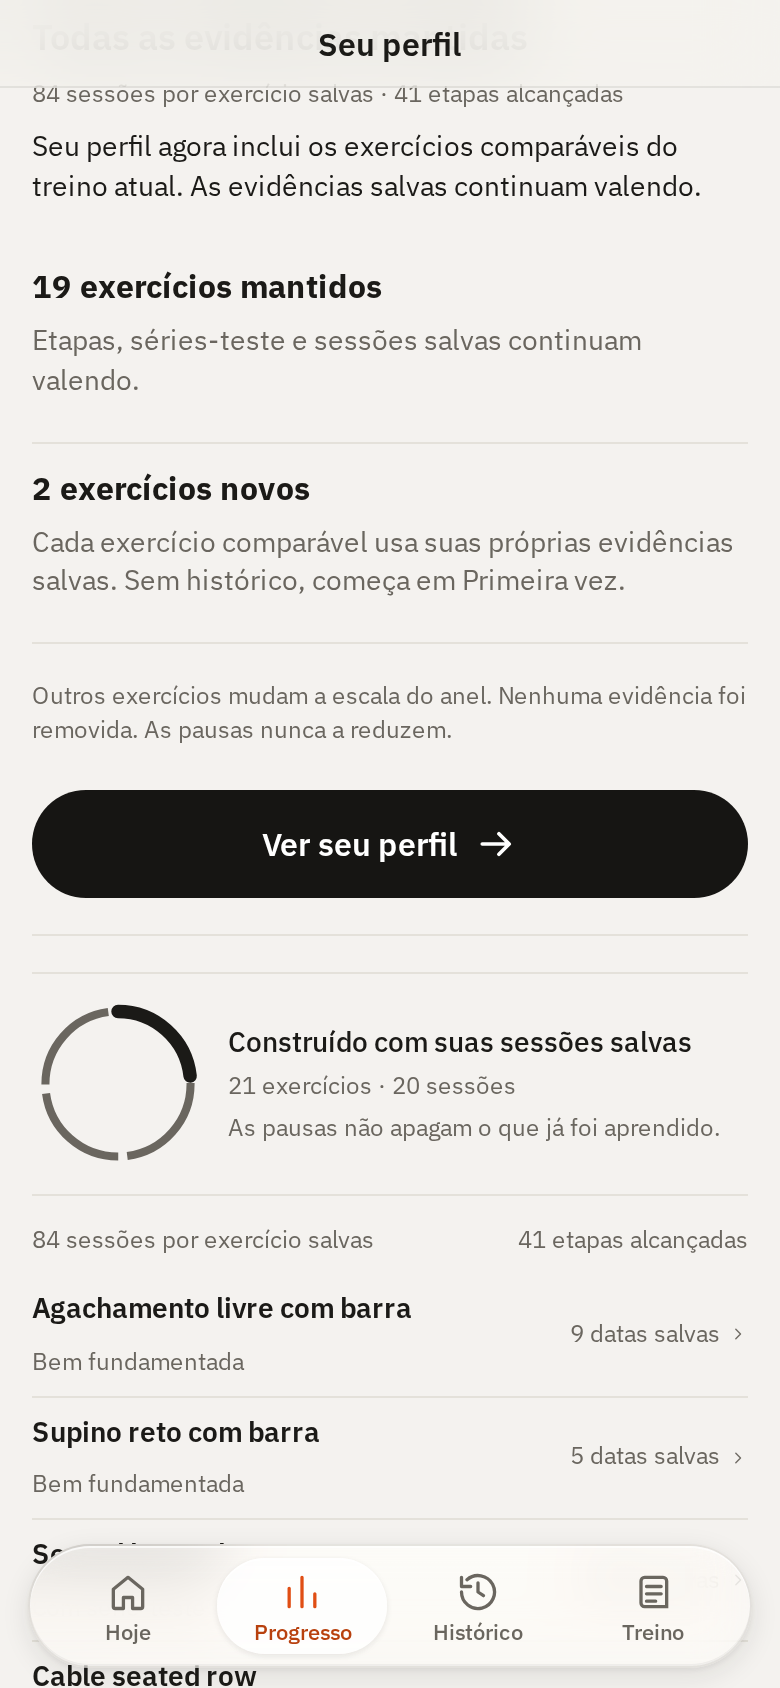 Todas as evidências mantidas
Seu perfil
84 sessões por exercício salvas · 41 etapas alcançadas
Seu perfil agora inclui os exercícios comparáveis do
treino atual. As evidências salvas continuam valendo.
19 exercícios mantidos
Etapas, séries-teste e sessões salvas continuam
valendo.
2 exercícios novos
Cada exercício comparável usa suas próprias evidências
salvas. Sem histórico, começa em Primeira vez.
Outros exercícios mudam a escala do anel. Nenhuma evidência foi
removida. As pausas nunca a reduzem.
Ver seu perfil
Construído com suas sessões salvas
21 exercícios · 20 sessões
As pausas não apagam o que já foi aprendido.
84 sessões por exercício salvas
41 etapas alcançadas
Agachamento livre com barra
9 datas salvas
Bem fundamentada
Supino reto com barra
5 datas salvas
Bem fundamentada
Hoje
Progresso
Histórico
Treino
Cable seated row